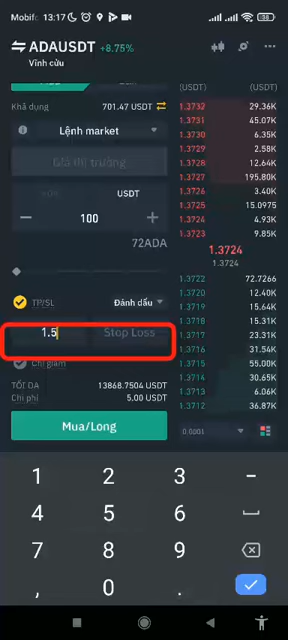 Mobifo 13:17 58
ADAUSDT +8.75%
Vĩnh cửu
(USDT) (USDT)
Khả dụng 701.47 USDT
Lệnh market
Giá thị trường
USDT
− 100 +
72ADA
TP/SL Đánh dấu
1.5 Stop Loss
Chỉ giảm
TỐI ĐA 13868.7504 USDT
Chi phí 5.00 USDT
Mua/Long
1.3732 29.36K
1.3731 45.07K
1.3730 6.35K
1.3729 2.58K
1.3728 12.64K
1.3727 195.80K
1.3726 3.40K
1.3725 15.0975
1.3724 4.93K
1.3723 9.85K
1.3724
1.3724
1.3722 72.7266
1.3720 12.40K
1.3719 15.64K
1.3718 15.31K
1.3717 23.31K
1.3716 31.54K
1.3715 55.00K
1.3714 30.65K
1.3713 6.06K
1.3712 36.87K
0.0001
1 2 3 −
4 5 6
7 8 9
, 0 .